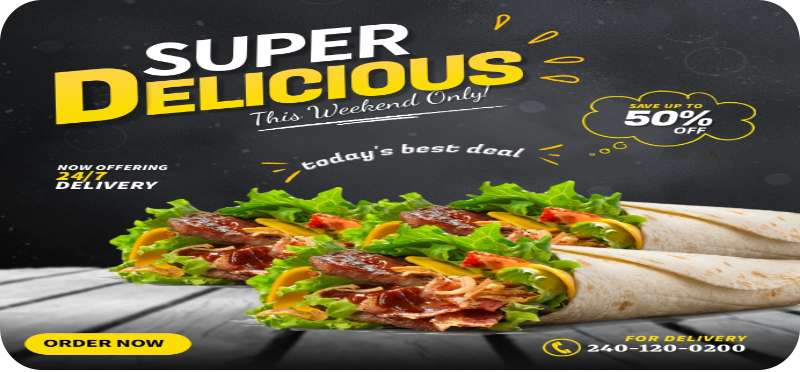 SUPER
DELICIOUS
This Weekend Only!
SAVE UP TO
50%
OFF
today's best deal
NOW OFFERING
24/7
DELIVERY
ORDER NOW
FOR DELIVERY
240-120-0200